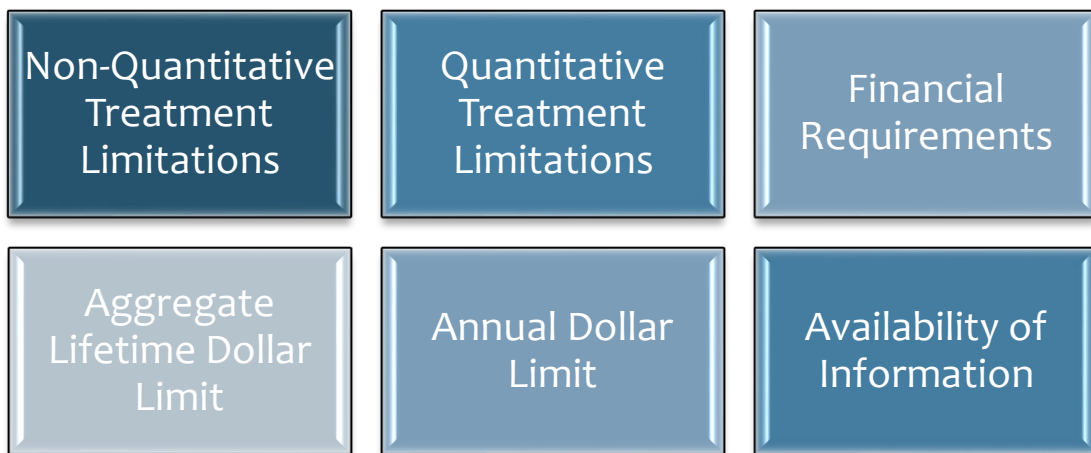 Non-Quantitative
Treatment
Limitations
Quantitative
Treatment
Limitations
Financial
Requirements
Aggregate
Lifetime Dollar
Limit
Annual Dollar
Limit
Availability of
Information